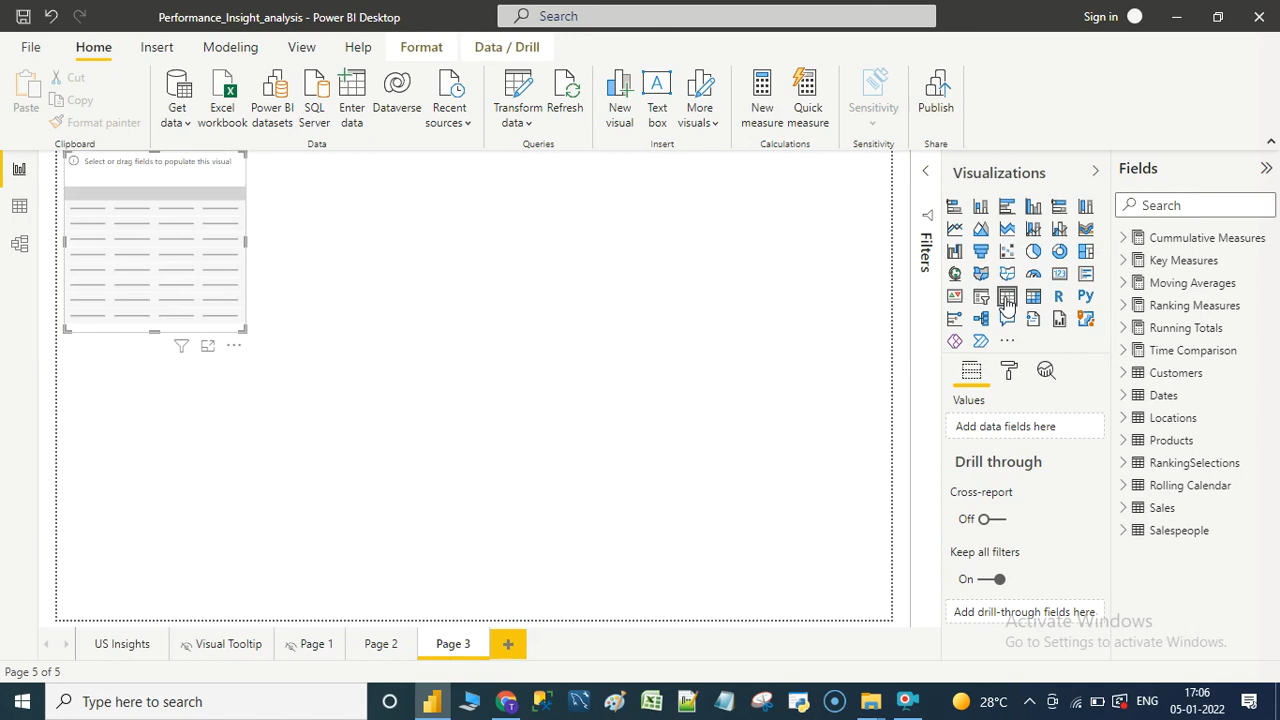 Performance_Insight_analysis - Power BI Desktop
Search
Sign in
File
Home
Insert
Modeling
View
Help
Format
Data / Drill
Paste
Cut
Copy
Format painter
Clipboard
Get data
Excel workbook
Power BI datasets
SQL Server
Enter data
Dataverse
Recent sources
Data
Transform data
Refresh
Queries
New visual
Text box
More visuals
Insert
New measure
Quick measure
Calculations
Sensitivity
Sensitivity
Publish
Share
Select or drag fields to populate this visual
Filters
Visualizations
123
R
Py
Values
Add data fields here
Drill through
Cross-report
Off
Keep all filters
On
Add drill-through fields here
Fields
Search
Cummulative Measures
Key Measures
Moving Averages
Ranking Measures
Running Totals
Time Comparison
Customers
Dates
Locations
Products
RankingSelections
Rolling Calendar
Sales
Salespeople
Activate Windows
Go to Settings to activate Windows.
US Insights
Visual Tooltip
Page 1
Page 2
Page 3
Page 5 of 5
Type here to search
28°C
ENG
17:06
05-01-2022